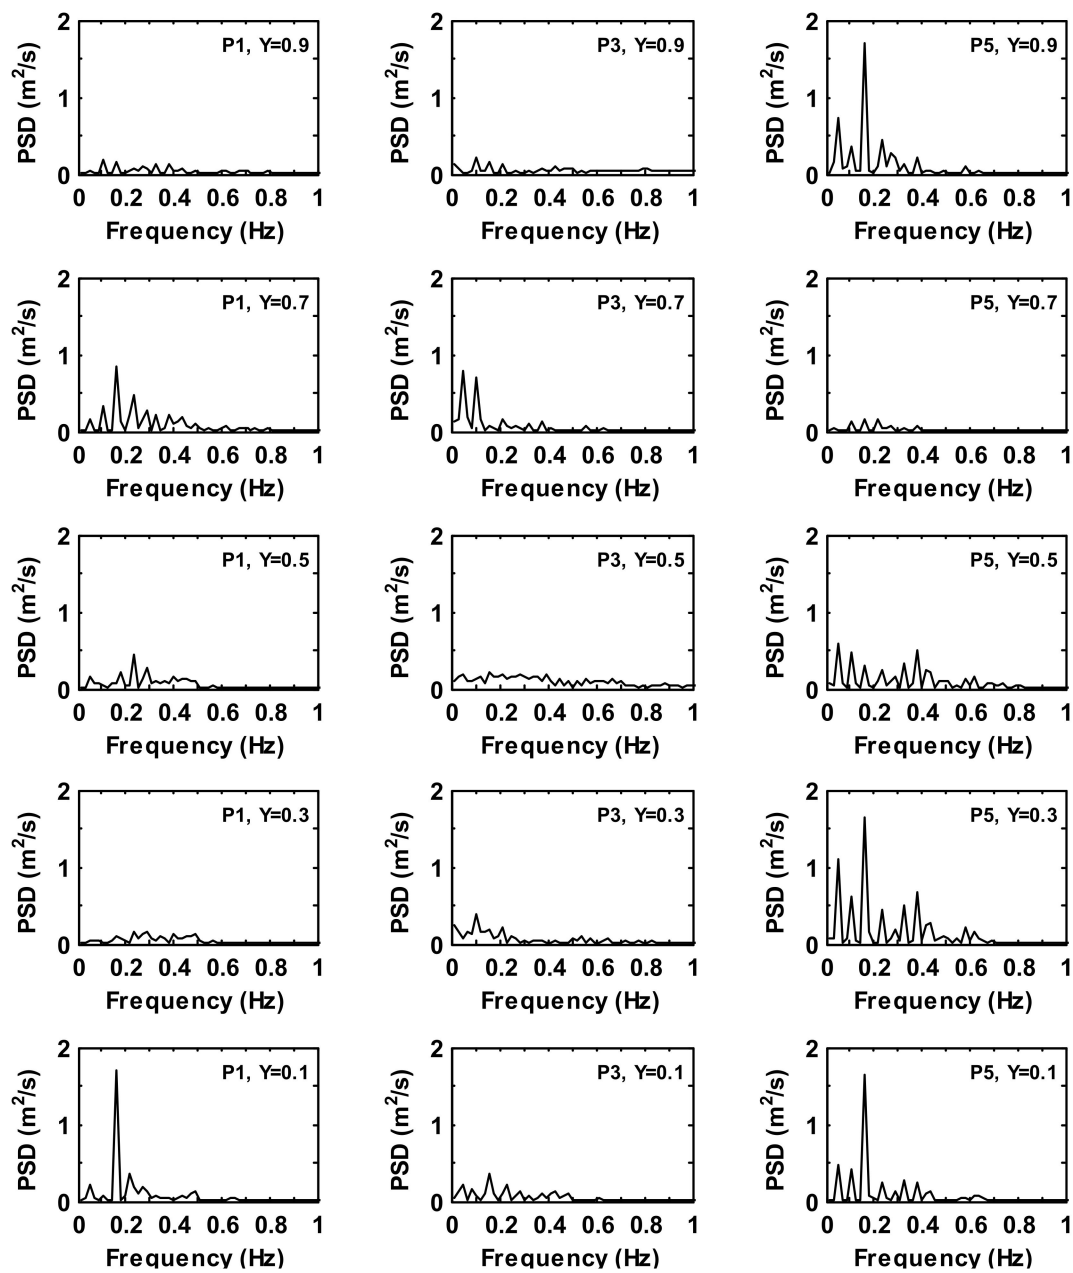 2 P1, Y=0.9 2 P3, Y=0.9 2 P5, Y=0.9
PSD (m²/s) 1 PSD (m²/s) 1 PSD (m²/s) 1
0 0 0
0 0.2 0.4 0.6 0.8 1 0 0.2 0.4 0.6 0.8 1 0 0.2 0.4 0.6 0.8 1
Frequency (Hz) Frequency (Hz) Frequency (Hz)
2 P1, Y=0.7 2 P3, Y=0.7 2 P5, Y=0.7
PSD (m²/s) 1 PSD (m²/s) 1 PSD (m²/s) 1
0 0 0
0 0.2 0.4 0.6 0.8 1 0 0.2 0.4 0.6 0.8 1 0 0.2 0.4 0.6 0.8 1
Frequency (Hz) Frequency (Hz) Frequency (Hz)
2 P1, Y=0.5 2 P3, Y=0.5 2 P5, Y=0.5
PSD (m²/s) 1 PSD (m²/s) 1 PSD (m²/s) 1
0 0 0
0 0.2 0.4 0.6 0.8 1 0 0.2 0.4 0.6 0.8 1 0 0.2 0.4 0.6 0.8 1
Frequency (Hz) Frequency (Hz) Frequency (Hz)
2 P1, Y=0.3 2 P3, Y=0.3 2 P5, Y=0.3
PSD (m²/s) 1 PSD (m²/s) 1 PSD (m²/s) 1
0 0 0
0 0.2 0.4 0.6 0.8 1 0 0.2 0.4 0.6 0.8 1 0 0.2 0.4 0.6 0.8 1
Frequency (Hz) Frequency (Hz) Frequency (Hz)
2 P1, Y=0.1 2 P3, Y=0.1 2 P5, Y=0.1
PSD (m²/s) 1 PSD (m²/s) 1 PSD (m²/s) 1
0 0 0
0 0.2 0.4 0.6 0.8 1 0 0.2 0.4 0.6 0.8 1 0 0.2 0.4 0.6 0.8 1
Frequency (Hz) Frequency (Hz) Frequency (Hz)